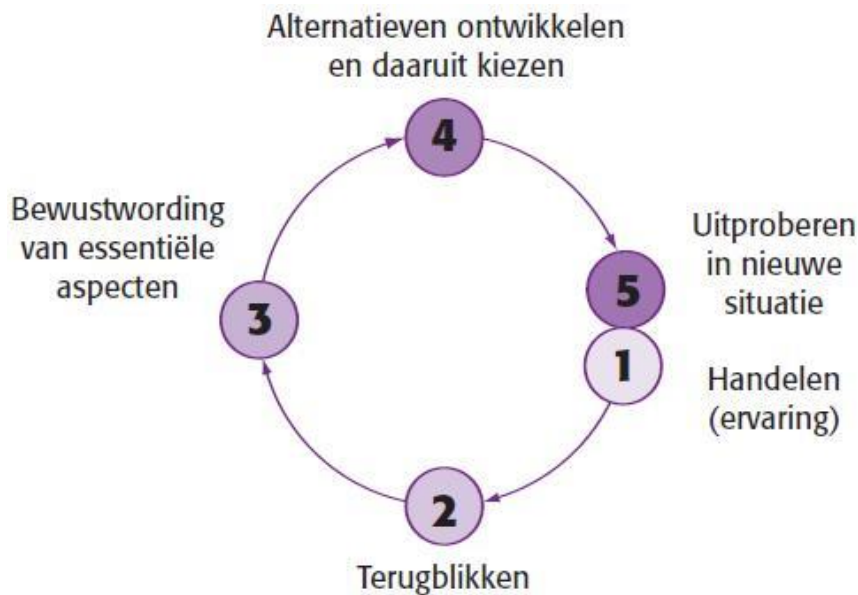 Alternatieven ontwikkelen
en daaruit kiezen
4
Bewustwording
van essentiële
aspecten
3
Uitproberen
in nieuwe
situatie
5
1
Handelen
(ervaring)
2
Terugblikken